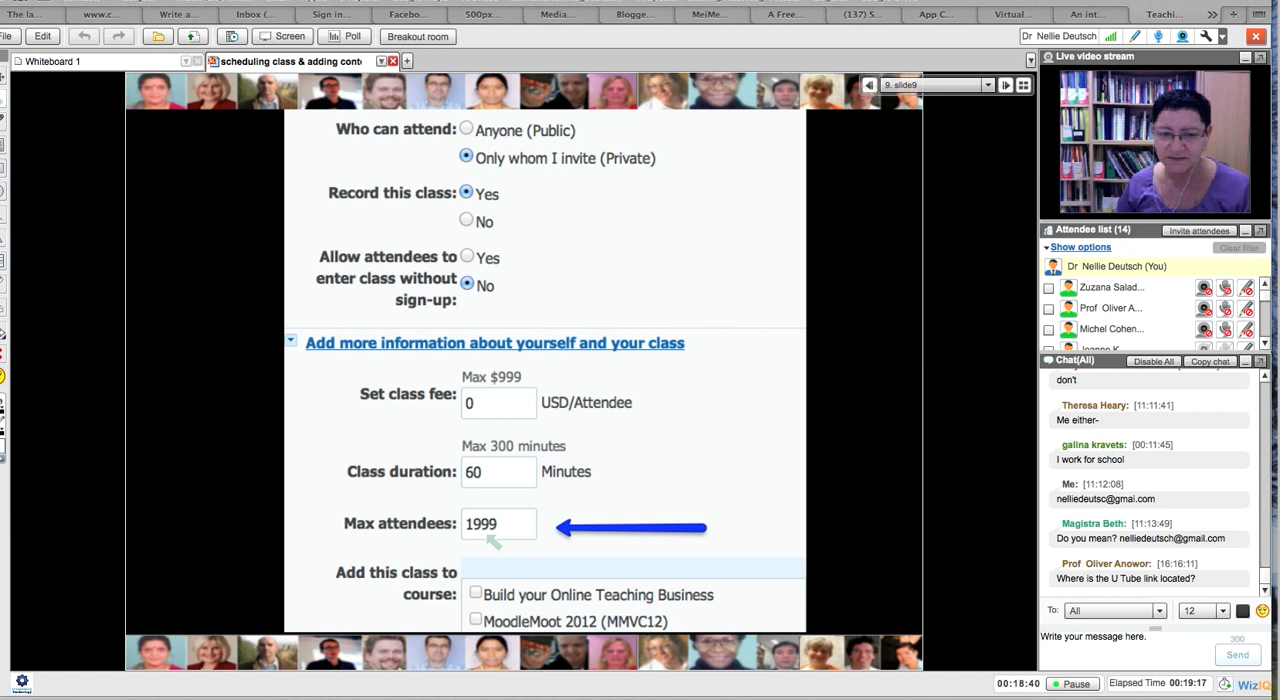 The la...
www.c...
Write a...
Inbox (...
Sign in...
Facebo...
500px...
Media...
Blogge...
MeiMe...
A Free...
(137) S...
App C...
Virtual...
An int...
Teachi...
File
Edit
Screen
Poll
Breakout room
Dr Nellie Deutsch
Whiteboard 1
scheduling class & adding conte
Live video stream
9. slide9
Who can attend:
Anyone (Public)
Only whom I invite (Private)
Record this class:
Yes
No
Allow attendees to enter class without sign-up:
Yes
No
Add more information about yourself and your class
Max $999
Set class fee:
0
USD/Attendee
Max 300 minutes
Class duration:
60
Minutes
Max attendees:
1999
Add this class to course:
Build your Online Teaching Business
MoodleMoot 2012 (MMVC12)
Attendee list (14)
Invite attendees
Show options
Clear filter
Dr Nellie Deutsch (You)
Zuzana Salad...
Prof Oliver A...
Michel Cohen...
Chat(All)
Disable All
Copy chat
don't
Theresa Heary: [11:11:41]
Me either-
galina kravets: [00:11:45]
I work for school
Me: [11:12:08]
nelliedeutsc@gmai.com
Magistra Beth: [11:13:49]
Do you mean? nelliedeutsch@gmail.com
Prof Oliver Anowor: [16:16:11]
Where is the U Tube link located?
To:
All
12
Write your message here.
300
Send
00:18:40
Pause
Elapsed Time 00:19:17
WizIQ